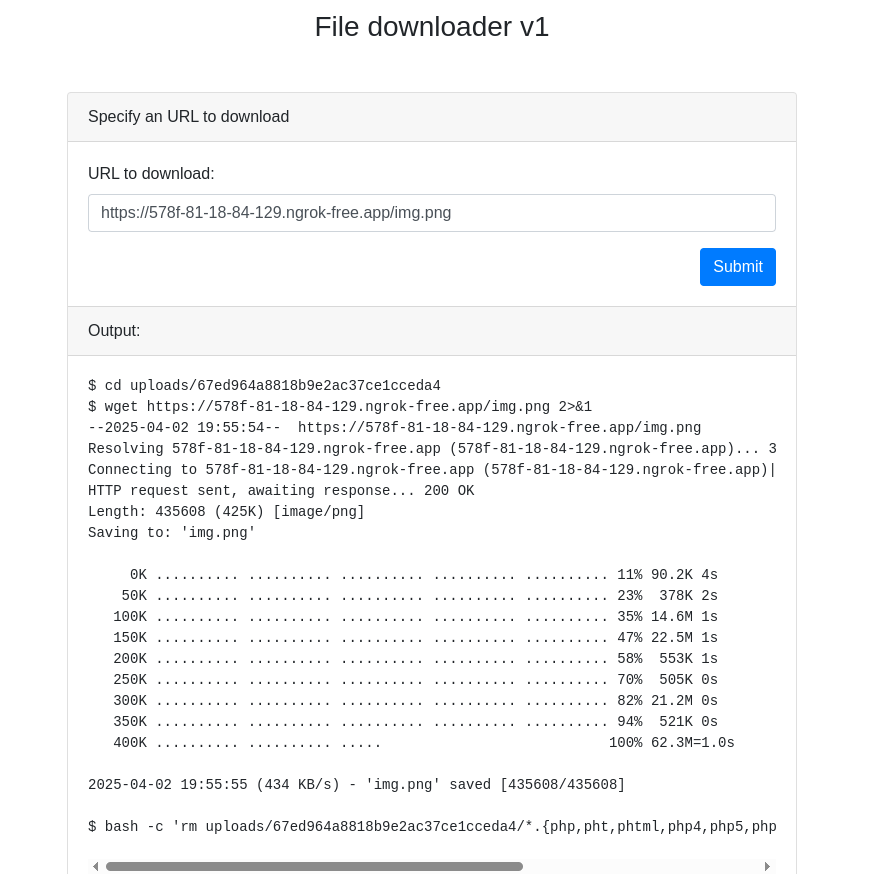 File downloader v1
Specify an URL to download
URL to download:
https://578f-81-18-84-129.ngrok-free.app/img.png
Submit
Output:
$ cd uploads/67ed964a8818b9e2ac37ce1cceda4
$ wget https://578f-81-18-84-129.ngrok-free.app/img.png 2>&1
--2025-04-02 19:55:54--  https://578f-81-18-84-129.ngrok-free.app/img.png
Resolving 578f-81-18-84-129.ngrok-free.app (578f-81-18-84-129.ngrok-free.app)... 3
Connecting to 578f-81-18-84-129.ngrok-free.app (578f-81-18-84-129.ngrok-free.app)|
HTTP request sent, awaiting response... 200 OK
Length: 435608 (425K) [image/png]
Saving to: 'img.png'
     0K .......... .......... .......... .......... .......... 11% 90.2K 4s
    50K .......... .......... .......... .......... .......... 23%  378K 2s
   100K .......... .......... .......... .......... .......... 35% 14.6M 1s
   150K .......... .......... .......... .......... .......... 47% 22.5M 1s
   200K .......... .......... .......... .......... .......... 58%  553K 1s
   250K .......... .......... .......... .......... .......... 70%  505K 0s
   300K .......... .......... .......... .......... .......... 82% 21.2M 0s
   350K .......... .......... .......... .......... .......... 94%  521K 0s
   400K .......... .......... .....                           100% 62.3M=1.0s
2025-04-02 19:55:55 (434 KB/s) - 'img.png' saved [435608/435608]
$ bash -c 'rm uploads/67ed964a8818b9e2ac37ce1cceda4/*.{php,pht,phtml,php4,php5,php